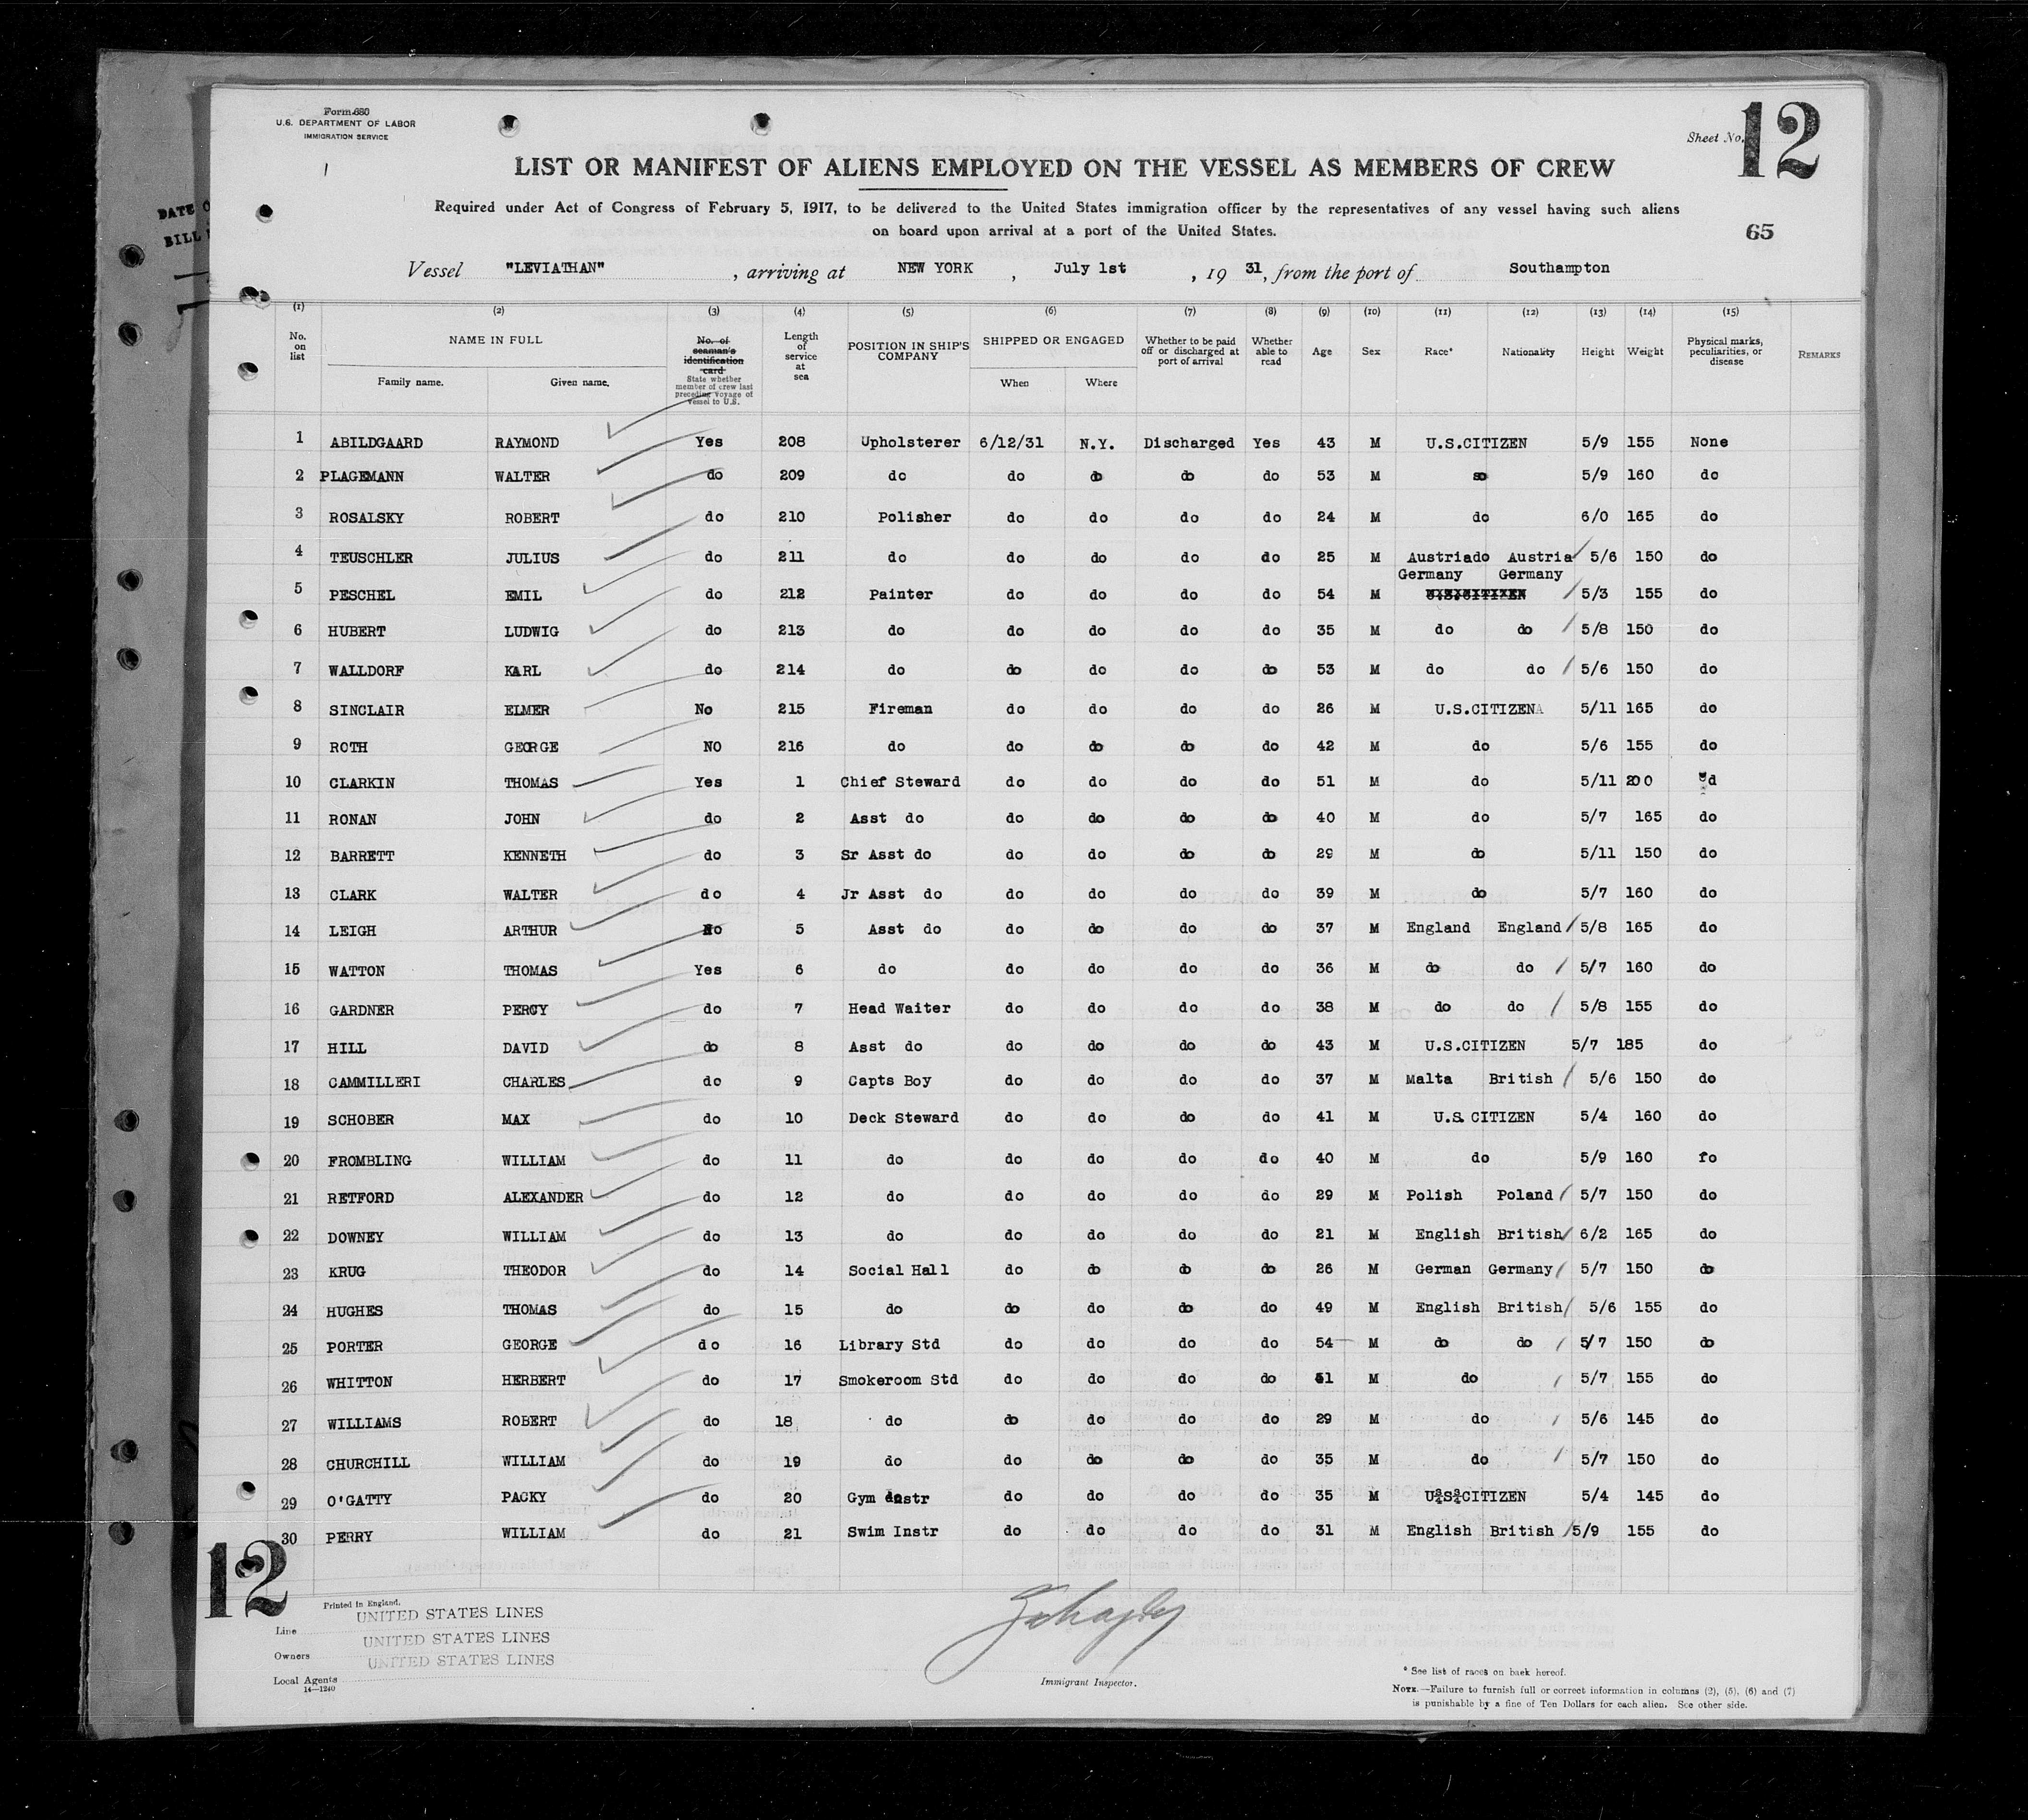 Form 680
U.S. DEPARTMENT OF LABOR
IMMIGRATION SERVICE
Sheet No. 12
LIST OR MANIFEST OF ALIENS EMPLOYED ON THE VESSEL AS MEMBERS OF CREW
Required under Act of Congress of February 5, 1917, to be delivered to the United States immigration officer by the representatives of any vessel having such aliens
on board upon arrival at a port of the United States.
65
DATE
BILL
Vessel "LEVIATHAN", arriving at NEW YORK, July 1st, 19 31, from the port of Southampton
(1) (2) (3) (4) (5) (6) (7) (8) (9) (10) (11) (12) (13) (14) (15)
No. on list NAME IN FULL Family name. Given name. No. of seaman's identification card State whether member of crew last preceding voyage of vessel to U.S. Length of service at sea POSITION IN SHIP'S COMPANY SHIPPED OR ENGAGED When Where Whether to be paid off or discharged at port of arrival Whether able to read Age Sex Race* Nationality Height Weight Physical marks, peculiarities, or disease REMARKS
1 ABILDGAARD RAYMOND Yes 208 Upholsterer 6/12/31 N.Y. Discharged Yes 43 M U.S.CITIZEN 5/9 155 None
2 PLAGEMANN WALTER do 209 do do do do do 53 M so 5/9 160 do
3 ROSALSKY ROBERT do 210 Polisher do do do do 24 M do 6/0 165 do
4 TEUSCHLER JULIUS do 211 do do do do do 25 M Austriado Austria 5/6 150 do
Germany Germany
5 PESCHEL EMIL do 212 Painter do do do do 54 M U.S.CITIZEN 5/3 155 do
6 HUBERT LUDWIG do 213 do do do do do 35 M do do 5/8 150 do
7 WALLDORF KARL do 214 do do do do do 53 M do do 5/6 150 do
8 SINCLAIR ELMER No 215 Fireman do do do do 26 M U.S.CITIZENA 5/11 165 do
9 ROTH GEORGE NO 216 do do do do do 42 M do 5/6 155 do
10 CLARKIN THOMAS Yes 1 Chief Steward do do do do 51 M do 5/11 200 d
11 RONAN JOHN do 2 Asst do do do do do 40 M do 5/7 165 do
12 BARRETT KENNETH do 3 Sr Asst do do do do do 29 M do 5/11 150 do
13 CLARK WALTER do 4 Jr Asst do do do do do 39 M do 5/7 160 do
14 LEIGH ARTHUR No 5 Asst do do do do do 37 M England England 5/8 165 do
15 WATTON THOMAS Yes 6 do do do do do 36 M do do 5/7 160 do
16 GARDNER PERCY do 7 Head Waiter do do do do 38 M do do 5/8 155 do
17 HILL DAVID do 8 Asst do do do do do 43 M U.S.CITIZEN 5/7 185 do
18 CAMMILLERI CHARLES do 9 Capts Boy do do do do 37 M Malta British 5/6 150 do
19 SCHOBER MAX do 10 Deck Steward do do do do 41 M U.S. CITIZEN 5/4 160 do
20 FROMBLING WILLIAM do 11 do do do do do 40 M do 5/9 160 fo
21 RETFORD ALEXANDER do 12 do do do do do 29 M Polish Poland 5/7 150 do
22 DOWNEY WILLIAM do 13 do do do do do 21 M English British 6/2 165 do
23 KRUG THEODOR do 14 Social Hall do do do do 26 M German Germany 5/7 150 do
24 HUGHES THOMAS do 15 do do do do do 49 M English British 5/6 155 do
25 PORTER GEORGE do 16 Library Std do do do do 54 M do do 5/7 150 do
26 WHITTON HERBERT do 17 Smokeroom Std do do do do M do 5/7 155 do
27 WILLIAMS ROBERT do 18 do do do do do 29 M do 5/6 145 do
28 CHURCHILL WILLIAM do 19 do do do do do 35 M do 5/7 150 do
29 O'GATTY PACKY do 20 Gym Instr do do do do 35 M U.S.CITIZEN 5/4 145 do
30 PERRY WILLIAM do 21 Swim Instr do do do do 31 M English British 5/9 155 do
12
Printed in England.
Line UNITED STATES LINES
Owners UNITED STATES LINES
Local Agents UNITED STATES LINES
14—1240
Immigrant Inspector.
* See list of races on back hereof.
NOTE.—Failure to furnish full or correct information in columns (2), (5), (6) and (7)
is punishable by a fine of Ten Dollars for each alien. See other side.